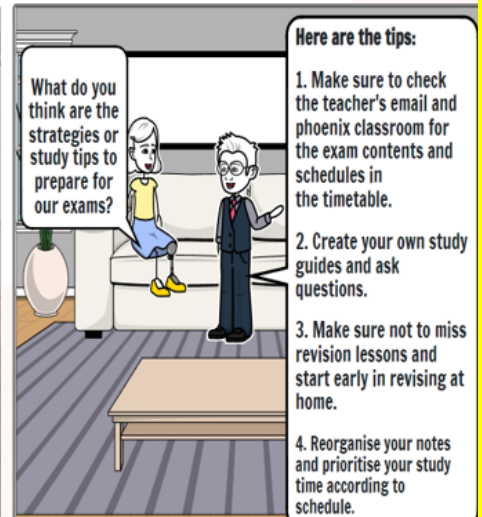 What do you
think are the
strategies or
study tips to
prepare for
our exams?
Here are the tips:
1. Make sure to check
the teacher's email and
phoenix classroom for
the exam contents and
schedules in
the timetable.
2. Create your own study
guides and ask
questions.
3. Make sure not to miss
revision lessons and
start early in revising at
home.
4. Reorganise your notes
and prioritise your study
time according to
schedule.